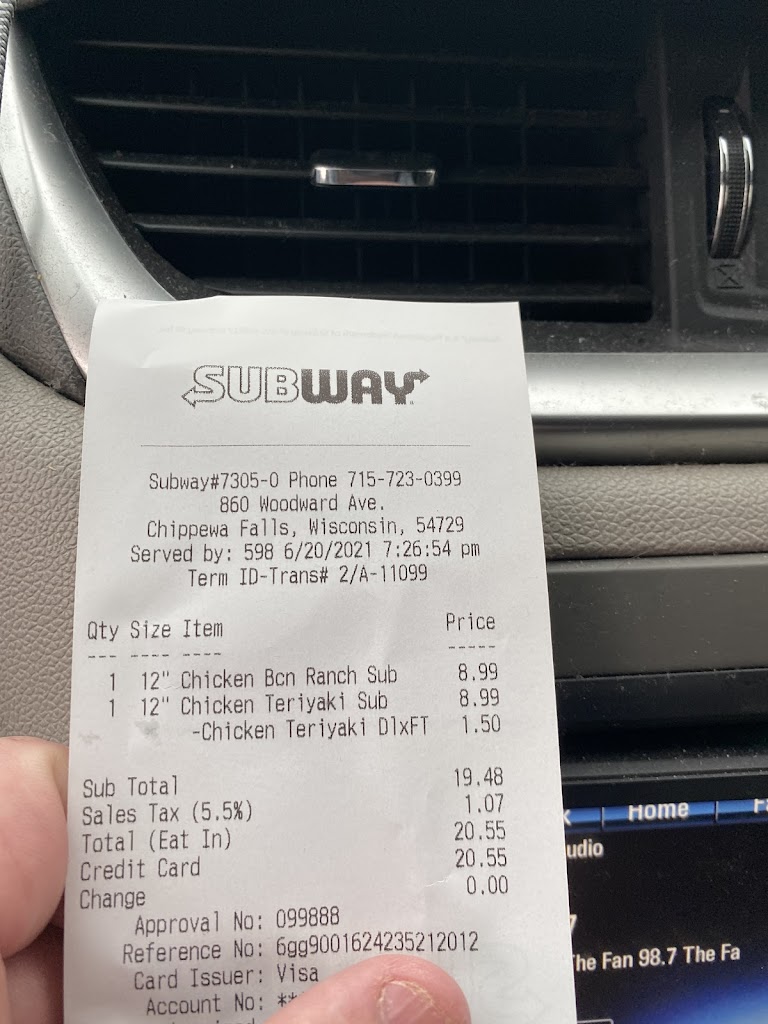 SUBWAY
Subway#7305-0 Phone 715-723-0399
860 Woodward Ave.
Chippewa Falls, Wisconsin, 54729
Served by: 598 6/20/2021 7:26:54 pm
Term ID-Trans# 2/A-11099
Qty Size Item Price
--- ---- ---- -----
1 12" Chicken Bcn Ranch Sub 8.99
1 12" Chicken Teriyaki Sub 8.99
-Chicken Teriyaki DlxFT 1.50
Sub Total 19.48
Sales Tax (5.5%) 1.07
Total (Eat In) 20.55
Credit Card 20.55
Change 0.00
Approval No: 099888
Reference No: 6gg9001624235212012
Card Issuer: Visa
Account No: **
Home
udio
7
he Fan 98.7 The Fa